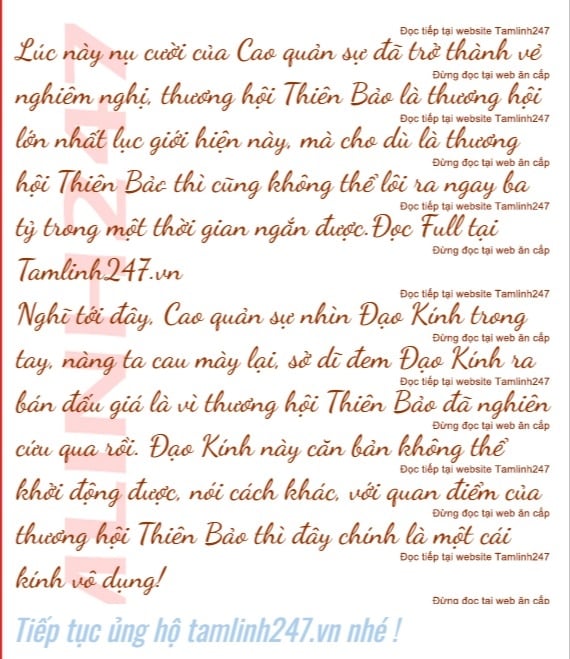 Đọc tiếp tại website Tamlinh247
Lúc này nụ cười của Cao quản sự đã trở thành vẻ
Đừng đọc tại web ăn cắp
nghiêm nghị, thương hội Thiên Bảo là thương hội
Đọc tiếp tại website Tamlinh247
lớn nhất lục giới hiện này, mà cho dù là thương
Đừng đọc tại web ăn cắp
hội Thiên Bảo thì cũng không thể lôi ra ngay ba
Đọc tiếp tại website Tamlinh247
tỷ trong một thời gian ngắn được.Đọc Full tại
Đừng đọc tại web ăn cắp
Tamlinh247.vn
Đọc tiếp tại website Tamlinh247
Nghĩ tới đây, Cao quản sự nhìn Đạo Kính trong
Đừng đọc tại web ăn cắp
tay, nàng ta cau mày lại, sở dĩ đem Đạo Kính ra
Đọc tiếp tại website Tamlinh247
bán đấu giá là vì thương hội Thiên Bảo đã nghiên
Đừng đọc tại web ăn cắp
cứu qua rồi. Đạo Kính này căn bản không thể
Đọc tiếp tại website Tamlinh247
khởi động được, nói cách khác, với quan điểm của
Đừng đọc tại web ăn cắp
thương hội Thiên Bảo thì đây chính là một cái
Đọc tiếp tại website Tamlinh247
kính vô dụng!
Đừng đọc tại web ăn cắp
ALINH247
Tiếp tục ủng hộ tamlinh247.vn nhé !